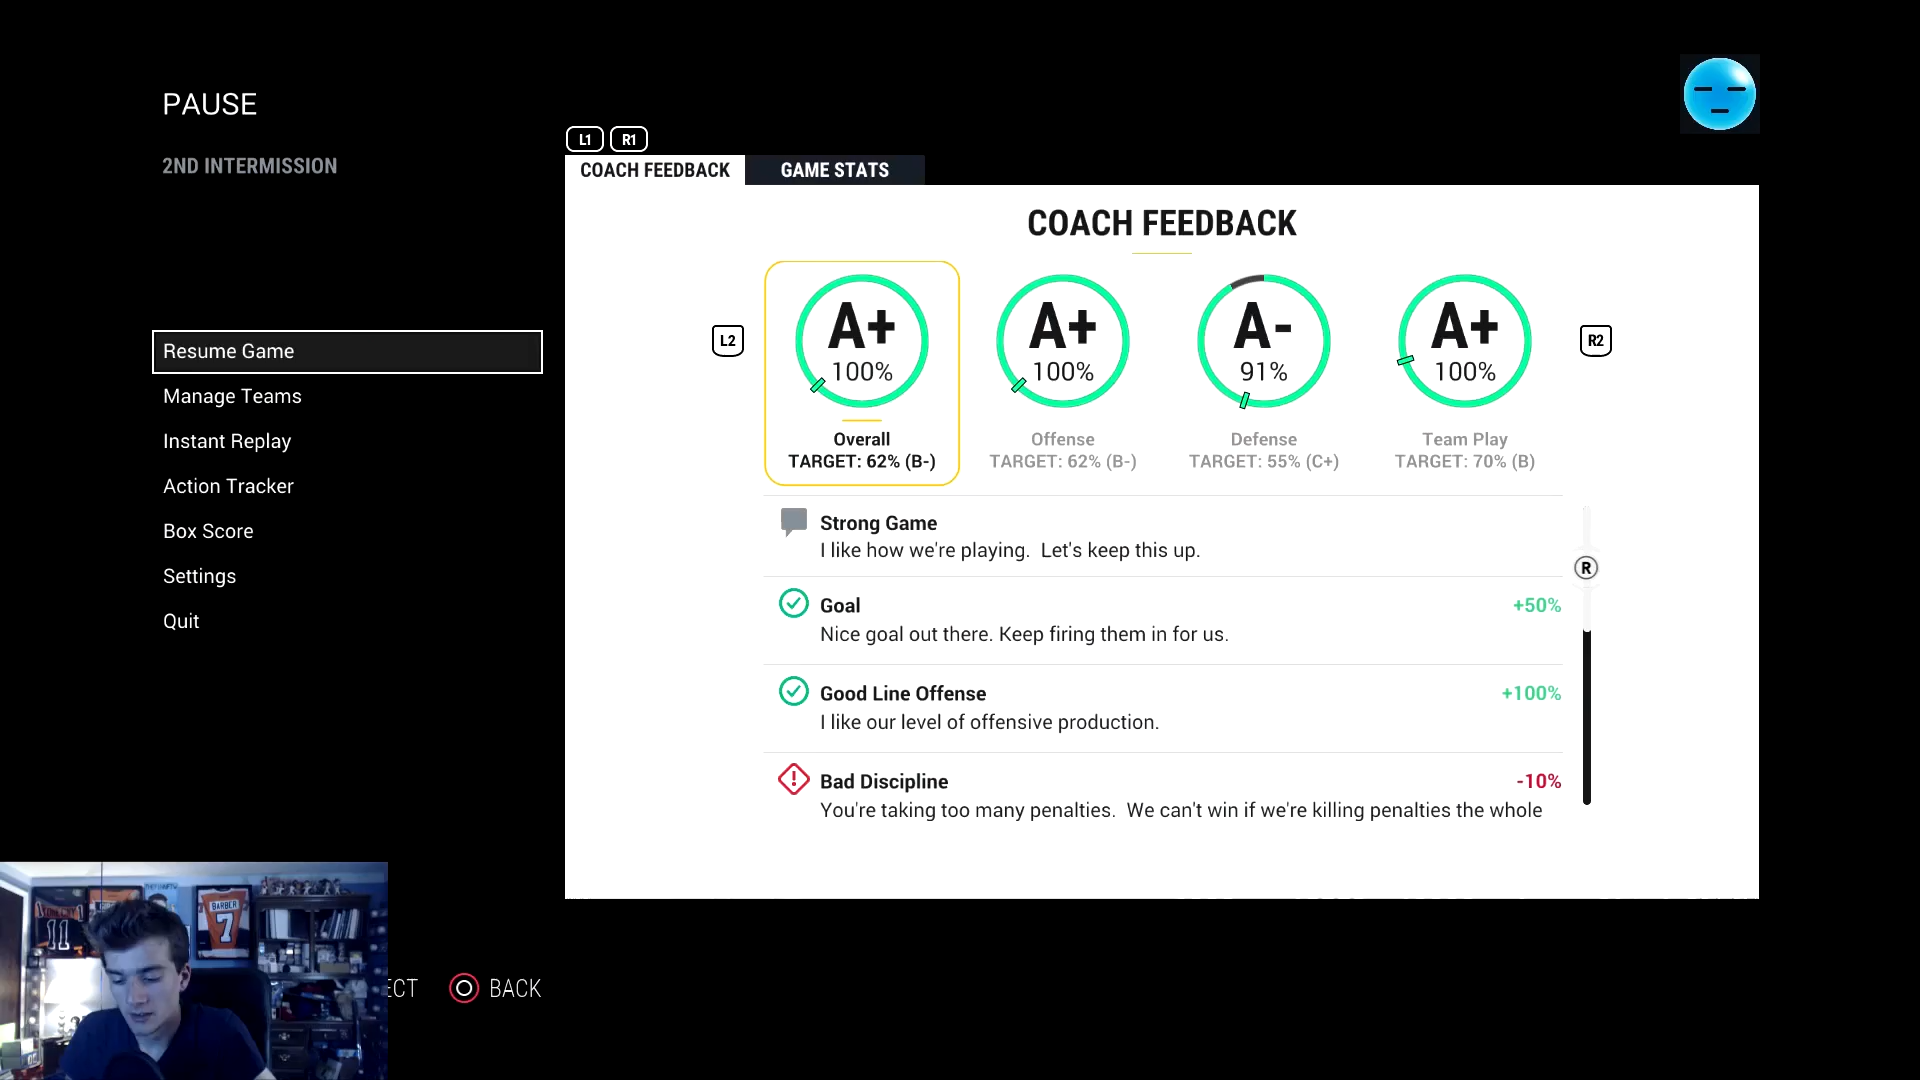 PAUSE
2ND INTERMISSION
L1 R1
COACH FEEDBACK GAME STATS
COACH FEEDBACK
L2
A+
100%
Overall
TARGET: 62% (B-)
A+
100%
Offense
TARGET: 62% (B-)
A-
91%
Defense
TARGET: 55% (C+)
A+
100%
Team Play
TARGET: 70% (B)
R2
Resume Game
Manage Teams
Instant Replay
Action Tracker
Box Score
Settings
Quit
Strong Game
I like how we're playing. Let's keep this up.
R
Goal +50%
Nice goal out there. Keep firing them in for us.
Good Line Offense +100%
I like our level of offensive production.
Bad Discipline -10%
You're taking too many penalties. We can't win if we're killing penalties the whole
BARBER
7
11
ECT BACK